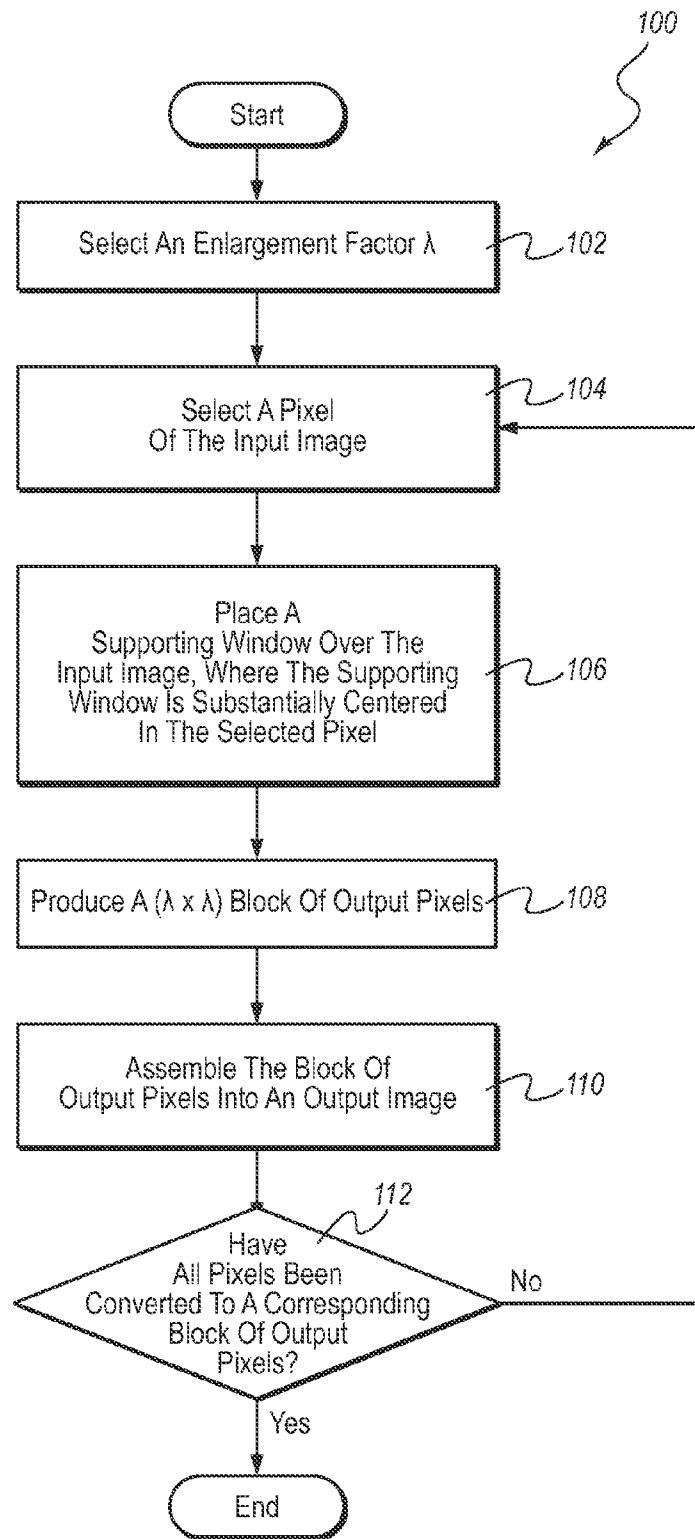 100
Start
Select An Enlargement Factor λ
102
104
Select A Pixel
Of The Input Image
Place A
Supporting Window Over The
Input Image, Where The Supporting
Window Is Substantially Centered
In The Selected Pixel
106
Produce A (λ x λ) Block Of Output Pixels
108
Assemble The Block Of
Output Pixels Into An Output Image
110
112
Have
All Pixels Been
Converted To A Corresponding
Block Of Output
Pixels?
No
Yes
End